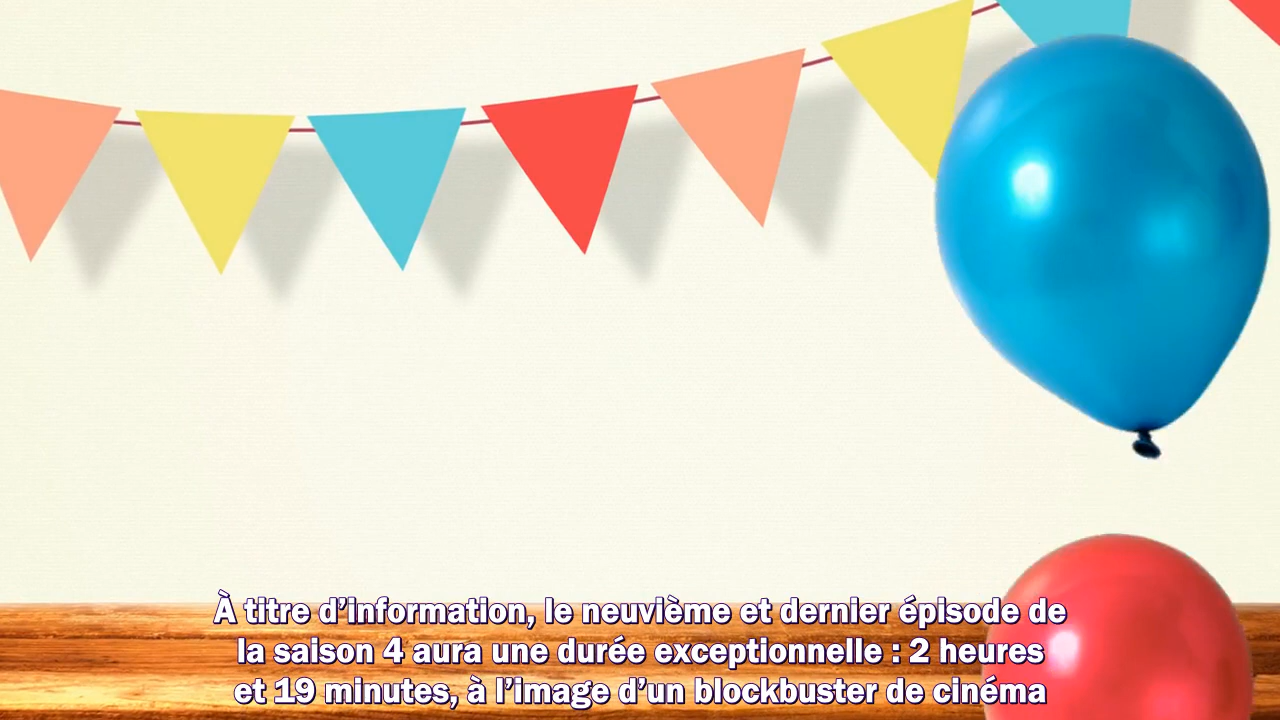 À titre d’information, le neuvième et dernier épisode de
la saison 4 aura une durée exceptionnelle : 2 heures
et 19 minutes, à l’image d’un blockbuster de cinéma